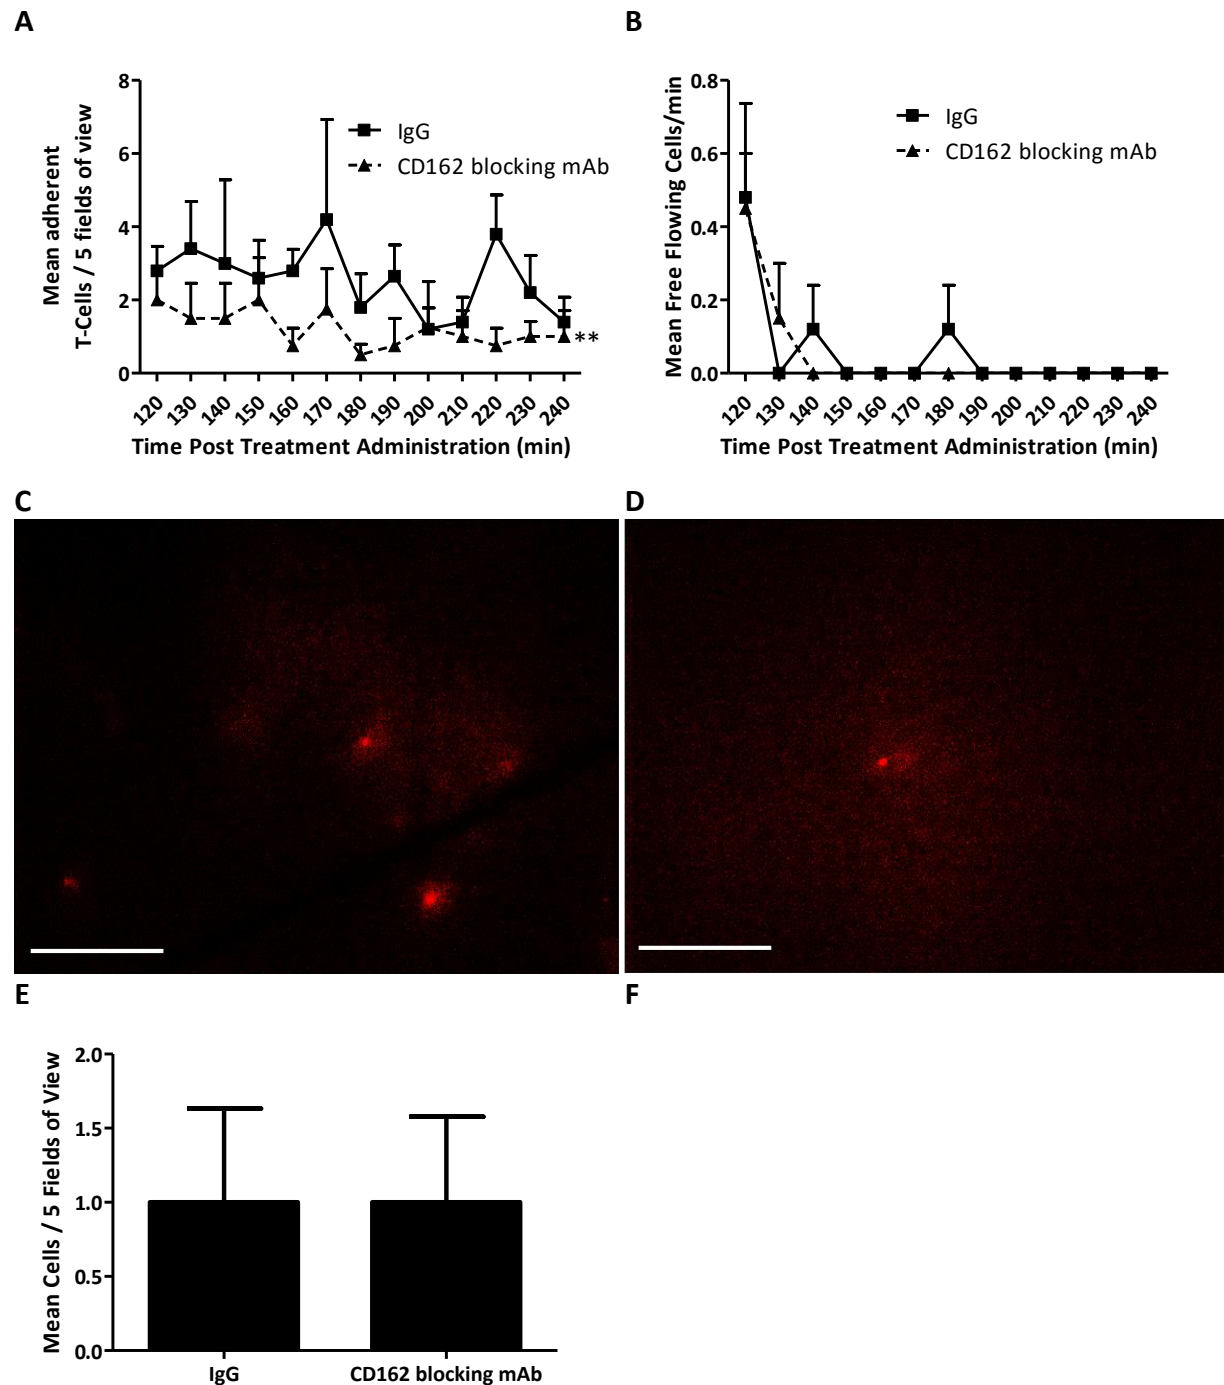 A
Mean adherent
T-Cells / 5 fields of view
8
6
4
2
0
IgG
CD162 blocking mAb
**
120 130 140 150 160 170 180 190 200 210 220 230 240
Time Post Treatment Administration (min)
B
Mean Free Flowing Cells/min
0.8
0.6
0.4
0.2
0.0
IgG
CD162 blocking mAb
120 130 140 150 160 170 180 190 200 210 220 230 240
Time Post Treatment Administration (min)
C
D
E
Mean Cells / 5 Fields of View
2.0
1.5
1.0
0.5
0.0
IgG
CD162 blocking mAb
F